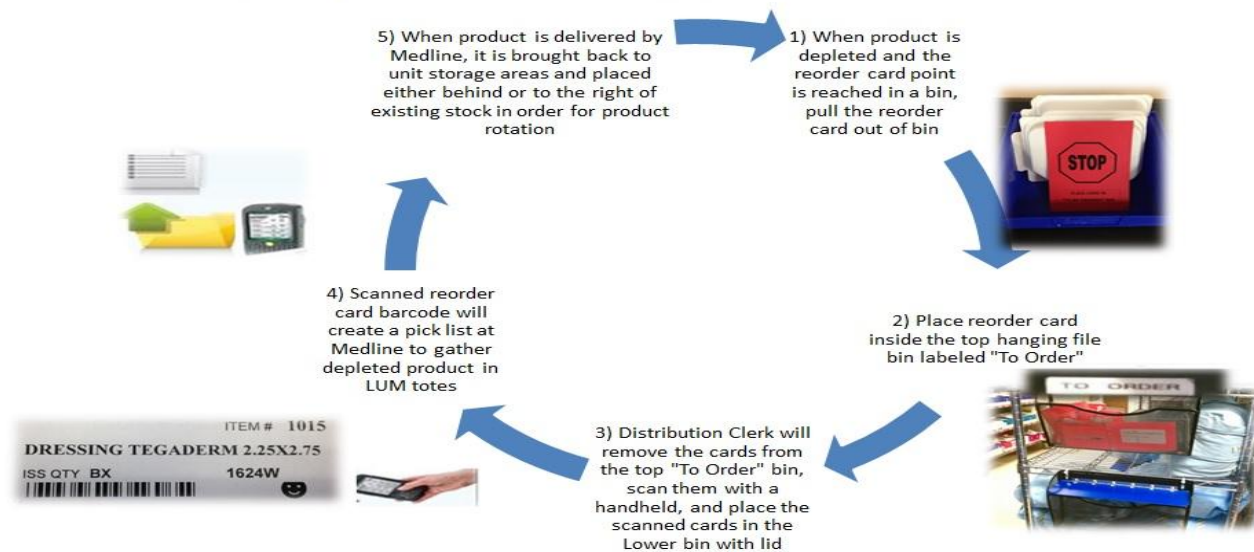 5) When product is delivered by
Medline, it is brought back to
unit storage areas and placed
either behind or to the right of
existing stock in order for product
rotation
1) When product is
depleted and the
reorder card point
is reached in a bin,
pull the reorder
card out of bin
STOP
2) Place reorder card
inside the top hanging file
bin labeled "To Order"
TO ORDER
3) Distribution Clerk will
remove the cards from
the top "To Order" bin,
scan them with a
handheld, and place the
scanned cards in the
Lower bin with lid
4) Scanned reorder
card barcode will
create a pick list at
Medline to gather
depleted product in
LUM totes
ITEM # 1015
DRESSING TEGADERM 2.25X2.75
ISS QTY BX 1624W